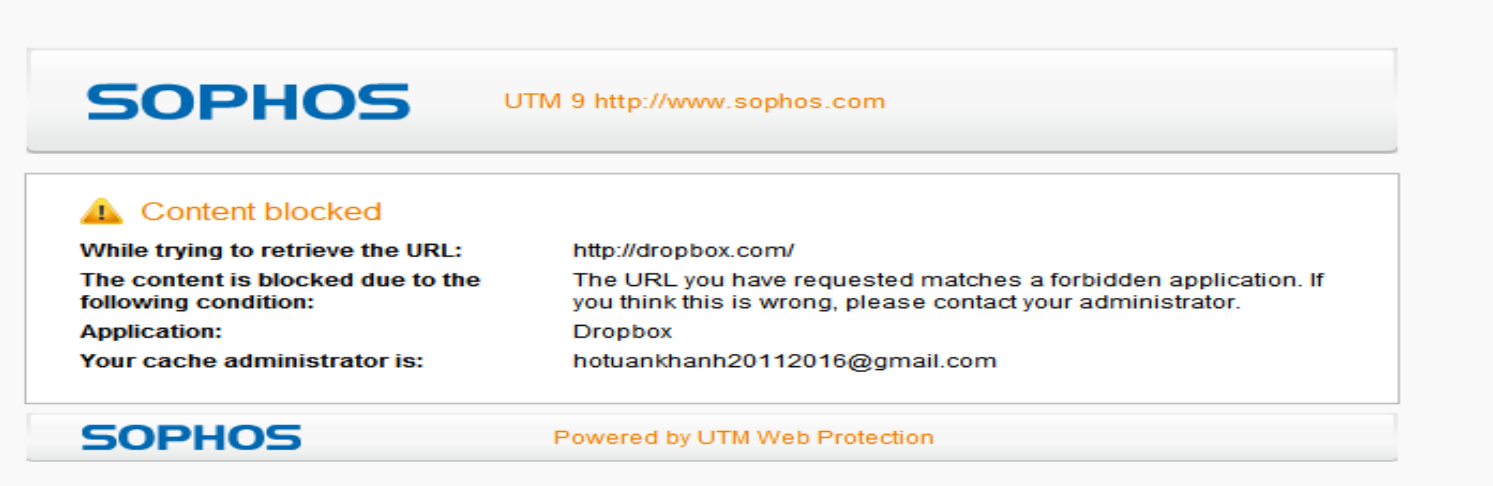 SOPHOS UTM 9 http://www.sophos.com
Content blocked
While trying to retrieve the URL: http://dropbox.com/
The content is blocked due to the The URL you have requested matches a forbidden application. If
following condition: you think this is wrong, please contact your administrator.
Application: Dropbox
Your cache administrator is: hotuankhanh20112016@gmail.com
SOPHOS Powered by UTM Web Protection